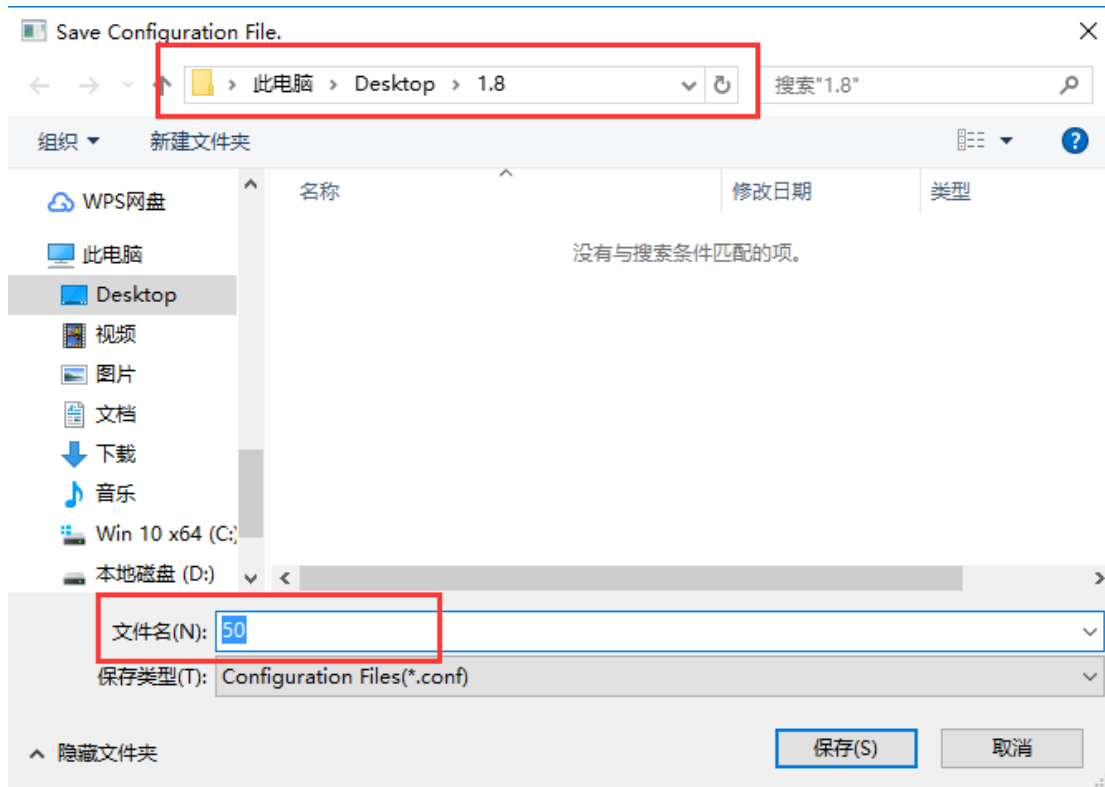 Save Configuration File.
此电脑 > Desktop > 1.8
搜索"1.8"
组织
新建文件夹
名称
修改日期
类型
WPS网盘
此电脑
Desktop
视频
图片
文档
下载
音乐
Win 10 x64 (C:)
本地磁盘 (D:)
没有与搜索条件匹配的项。
文件名(N): 50
保存类型(T): Configuration Files(*.conf)
隐藏文件夹
保存(S)
取消